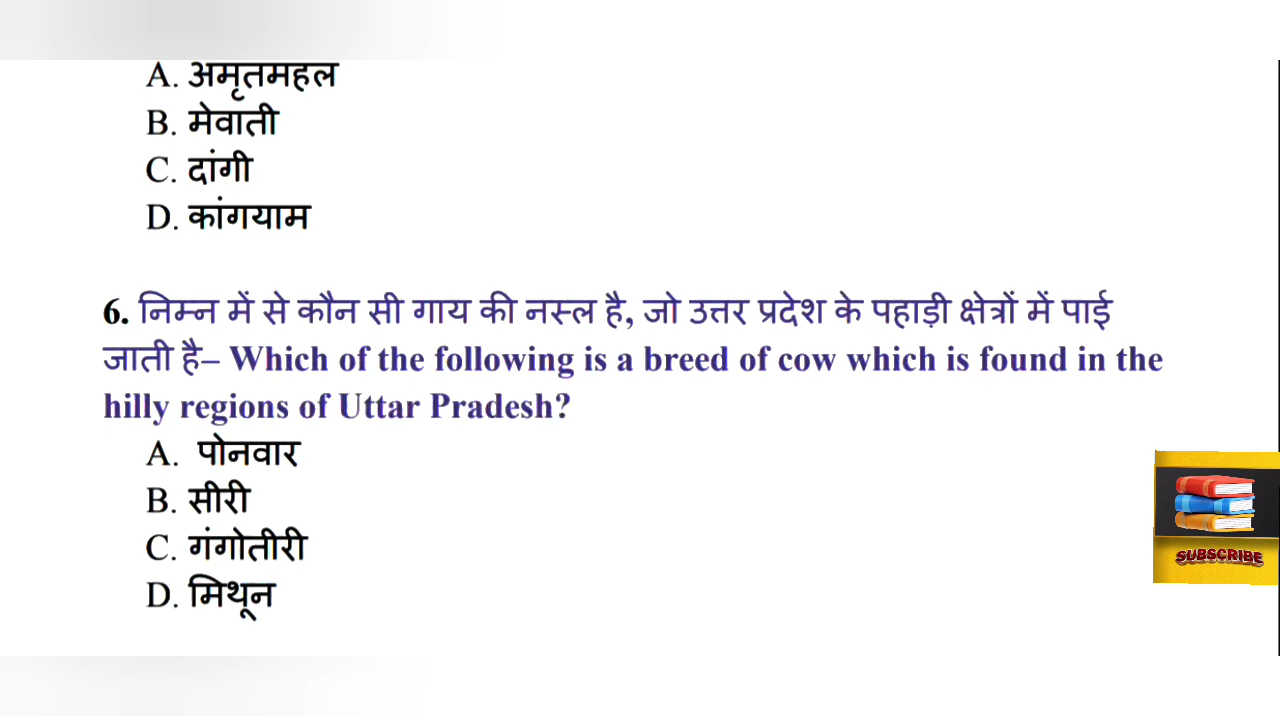 A. अमृतमहल
B. मेवाती
C. दांगी
D. कांगयाम
6. निम्न में से कौन सी गाय की नस्ल है, जो उत्तर प्रदेश के पहाड़ी क्षेत्रों में पाई
जाती है– Which of the following is a breed of cow which is found in the
hilly regions of Uttar Pradesh?
A. पोनवार
B. सीरी
C. गंगोतीरी
D. मिथून
SUBSCRIBE